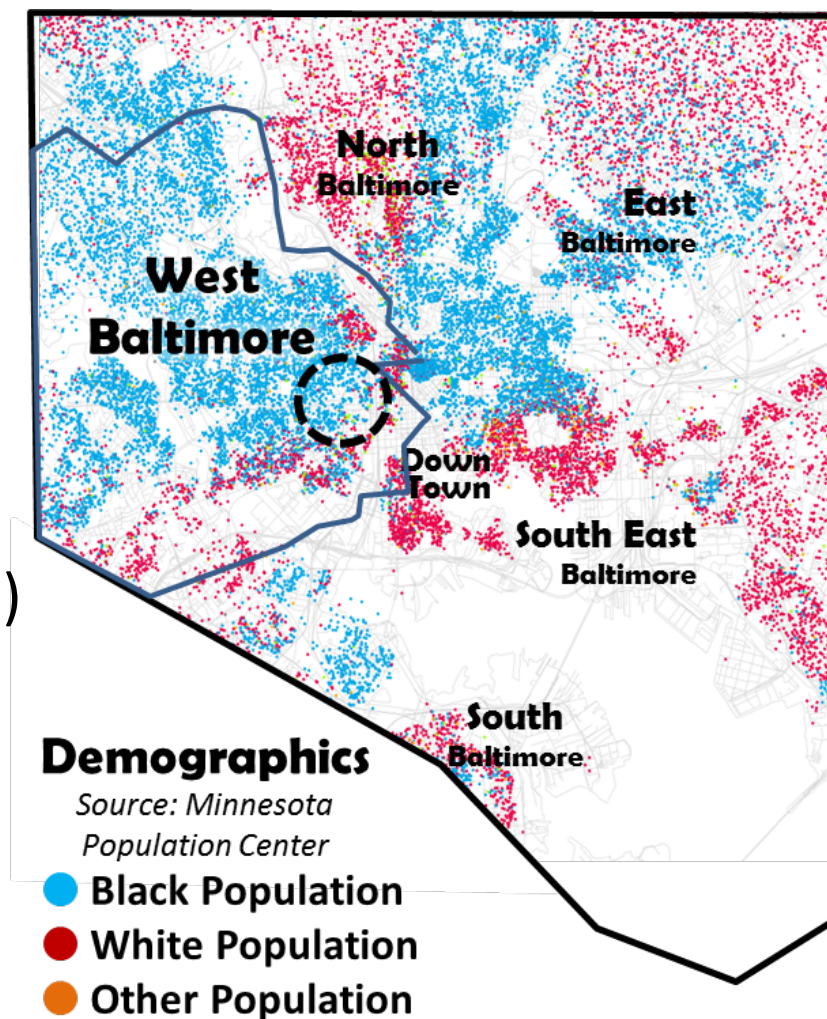 North
Baltimore
East
Baltimore
West
Baltimore
Down
Town
South East
Baltimore
)
South
Baltimore
Demographics
Source: Minnesota
Population Center
Black Population
White Population
Other Population